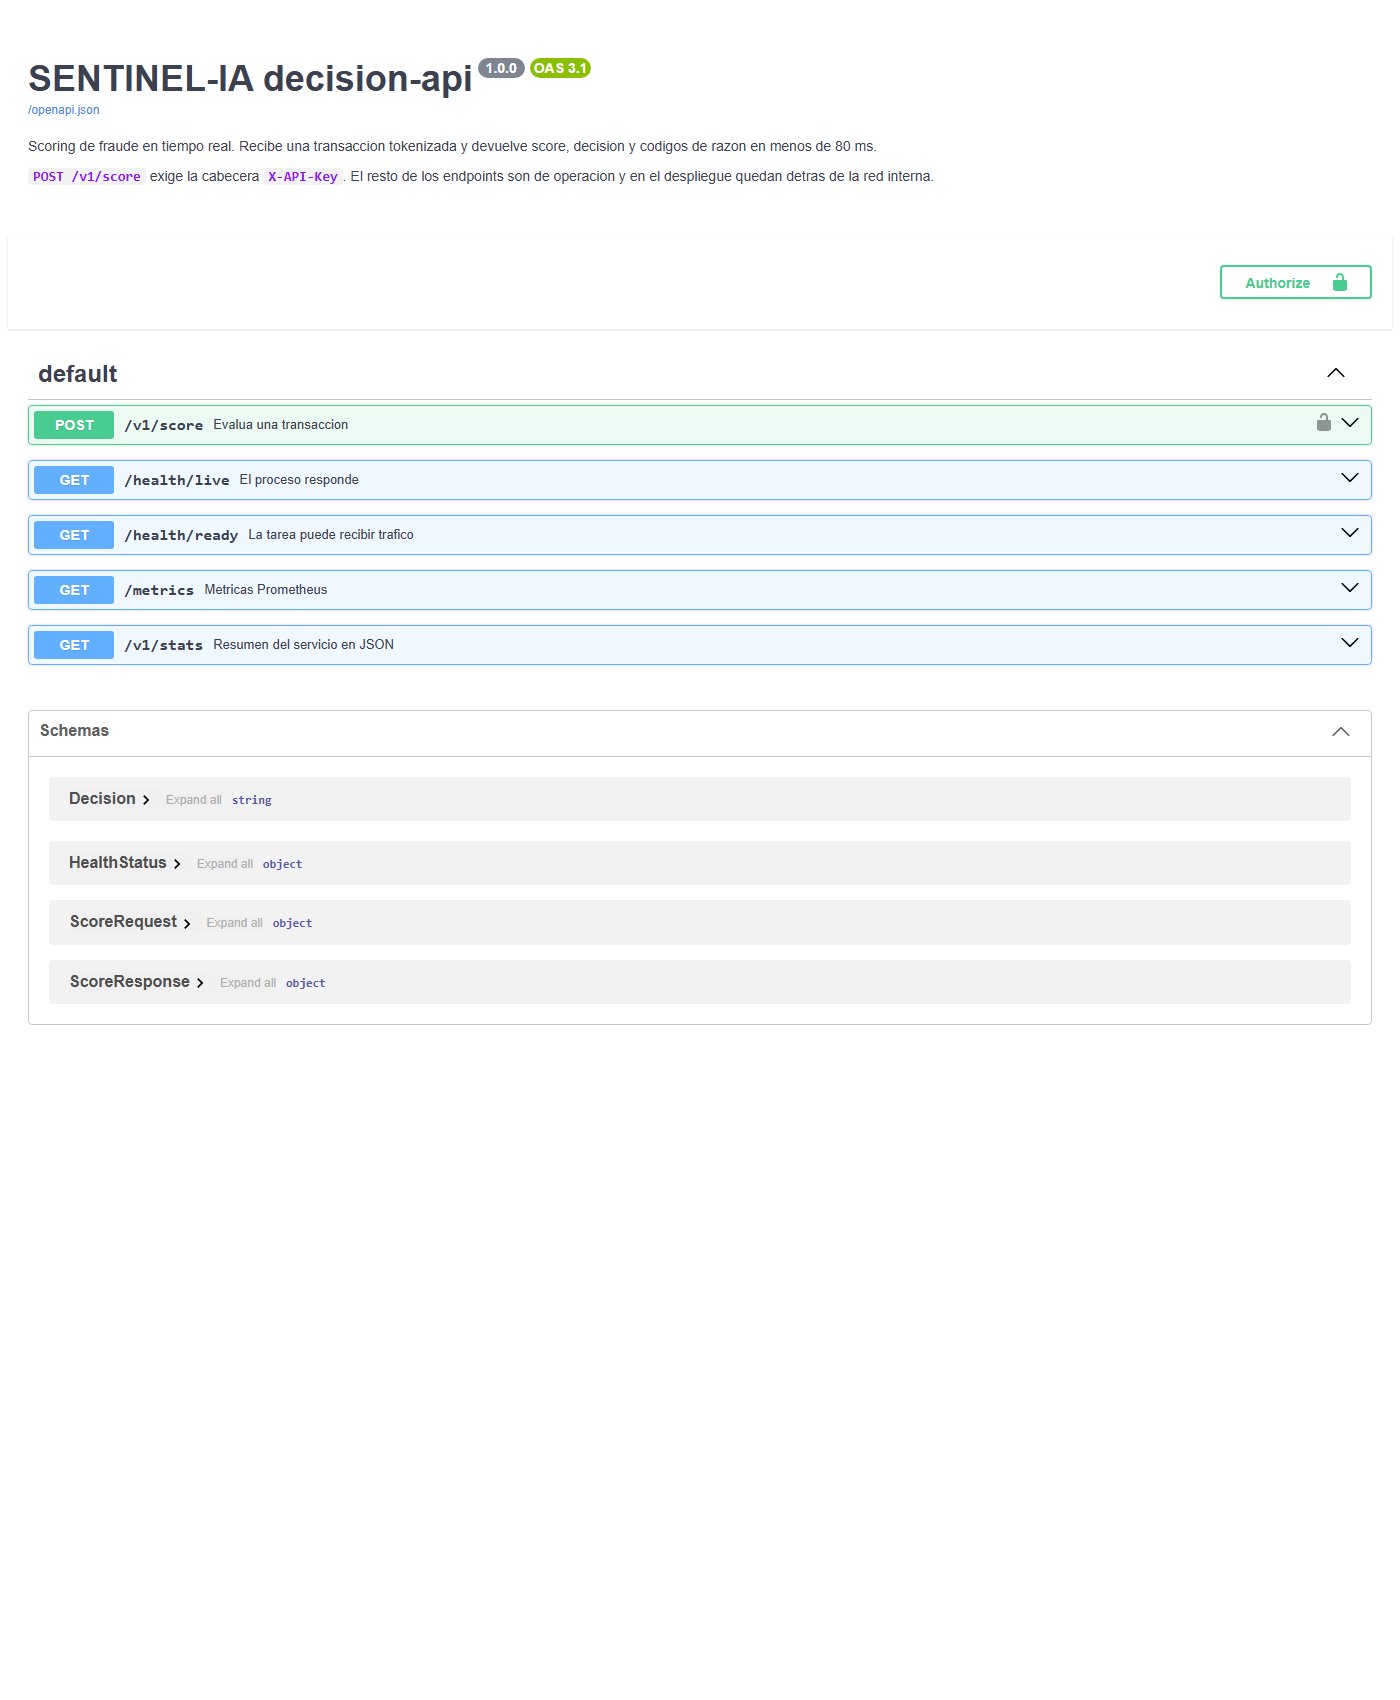 SENTINEL-IA decision-api 1.0.0 OAS 3.1
/openapi.json
Scoring de fraude en tiempo real. Recibe una transaccion tokenizada y devuelve score, decision y codigos de razon en menos de 80 ms.
POST /v1/score exige la cabecera X-API-Key. El resto de los endpoints son de operacion y en el despliegue quedan detras de la red interna.
Authorize
default
POST /v1/score Evalua una transaccion
GET /health/live El proceso responde
GET /health/ready La tarea puede recibir trafico
GET /metrics Metricas Prometheus
GET /v1/stats Resumen del servicio en JSON
Schemas
Decision Expand all string
HealthStatus Expand all object
ScoreRequest Expand all object
ScoreResponse Expand all object